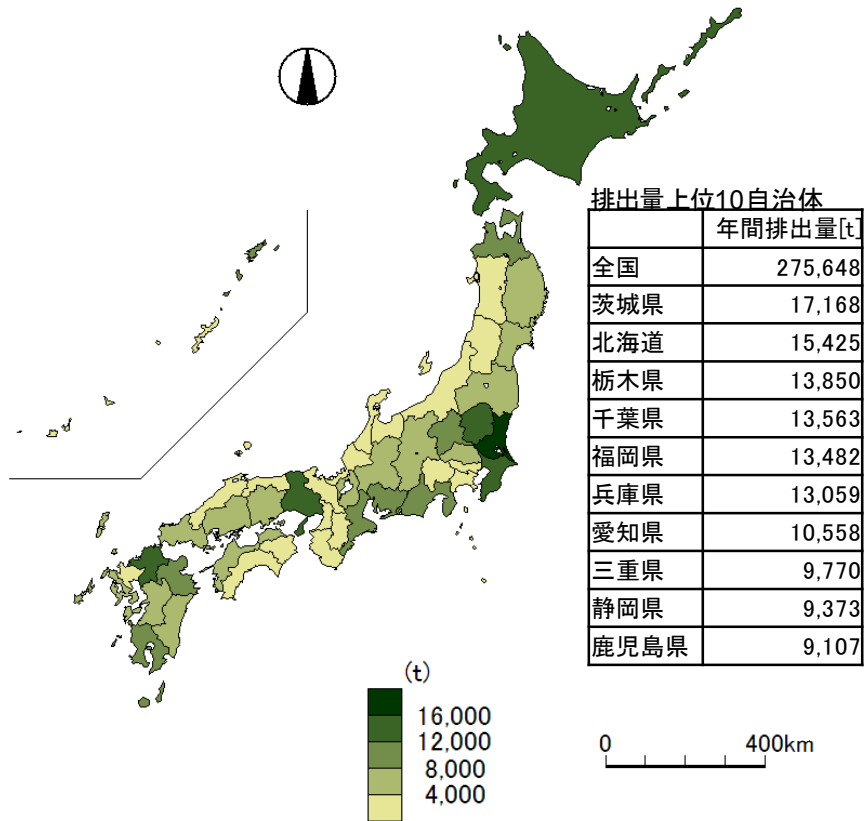 排出量上位10自治体
年間排出量[t]
全国 275,648
茨城県 17,168
北海道 15,425
栃木県 13,850
千葉県 13,563
福岡県 13,482
兵庫県 13,059
愛知県 10,558
三重県 9,770
静岡県 9,373
鹿児島県 9,107
(t)
16,000
12,000
8,000
4,000
0 400km